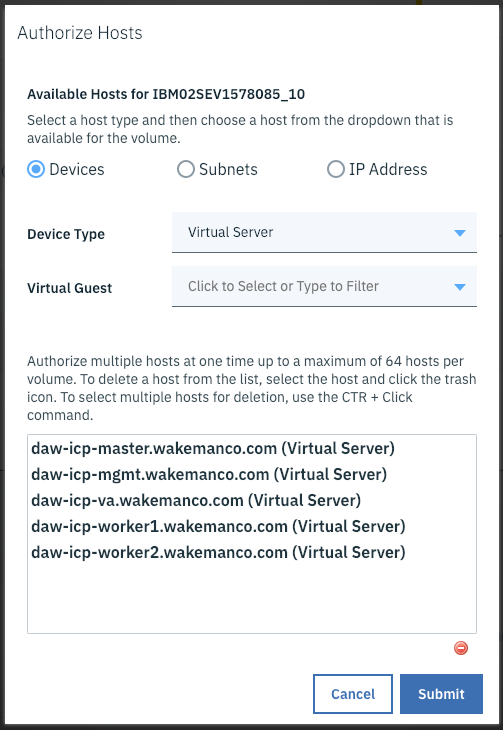 Authorize Hosts
Available Hosts for IBM02SEV1578085_10
Select a host type and then choose a host from the dropdown that is
available for the volume.
Devices Subnets IP Address
Device Type Virtual Server
Virtual Guest Click to Select or Type to Filter
Authorize multiple hosts at one time up to a maximum of 64 hosts per
volume. To delete a host from the list, select the host and click the trash
icon. To select multiple hosts for deletion, use the CTR + Click
command.
daw-icp-master.wakemanco.com (Virtual Server)
daw-icp-mgmt.wakemanco.com (Virtual Server)
daw-icp-va.wakemanco.com (Virtual Server)
daw-icp-worker1.wakemanco.com (Virtual Server)
daw-icp-worker2.wakemanco.com (Virtual Server)
Cancel Submit